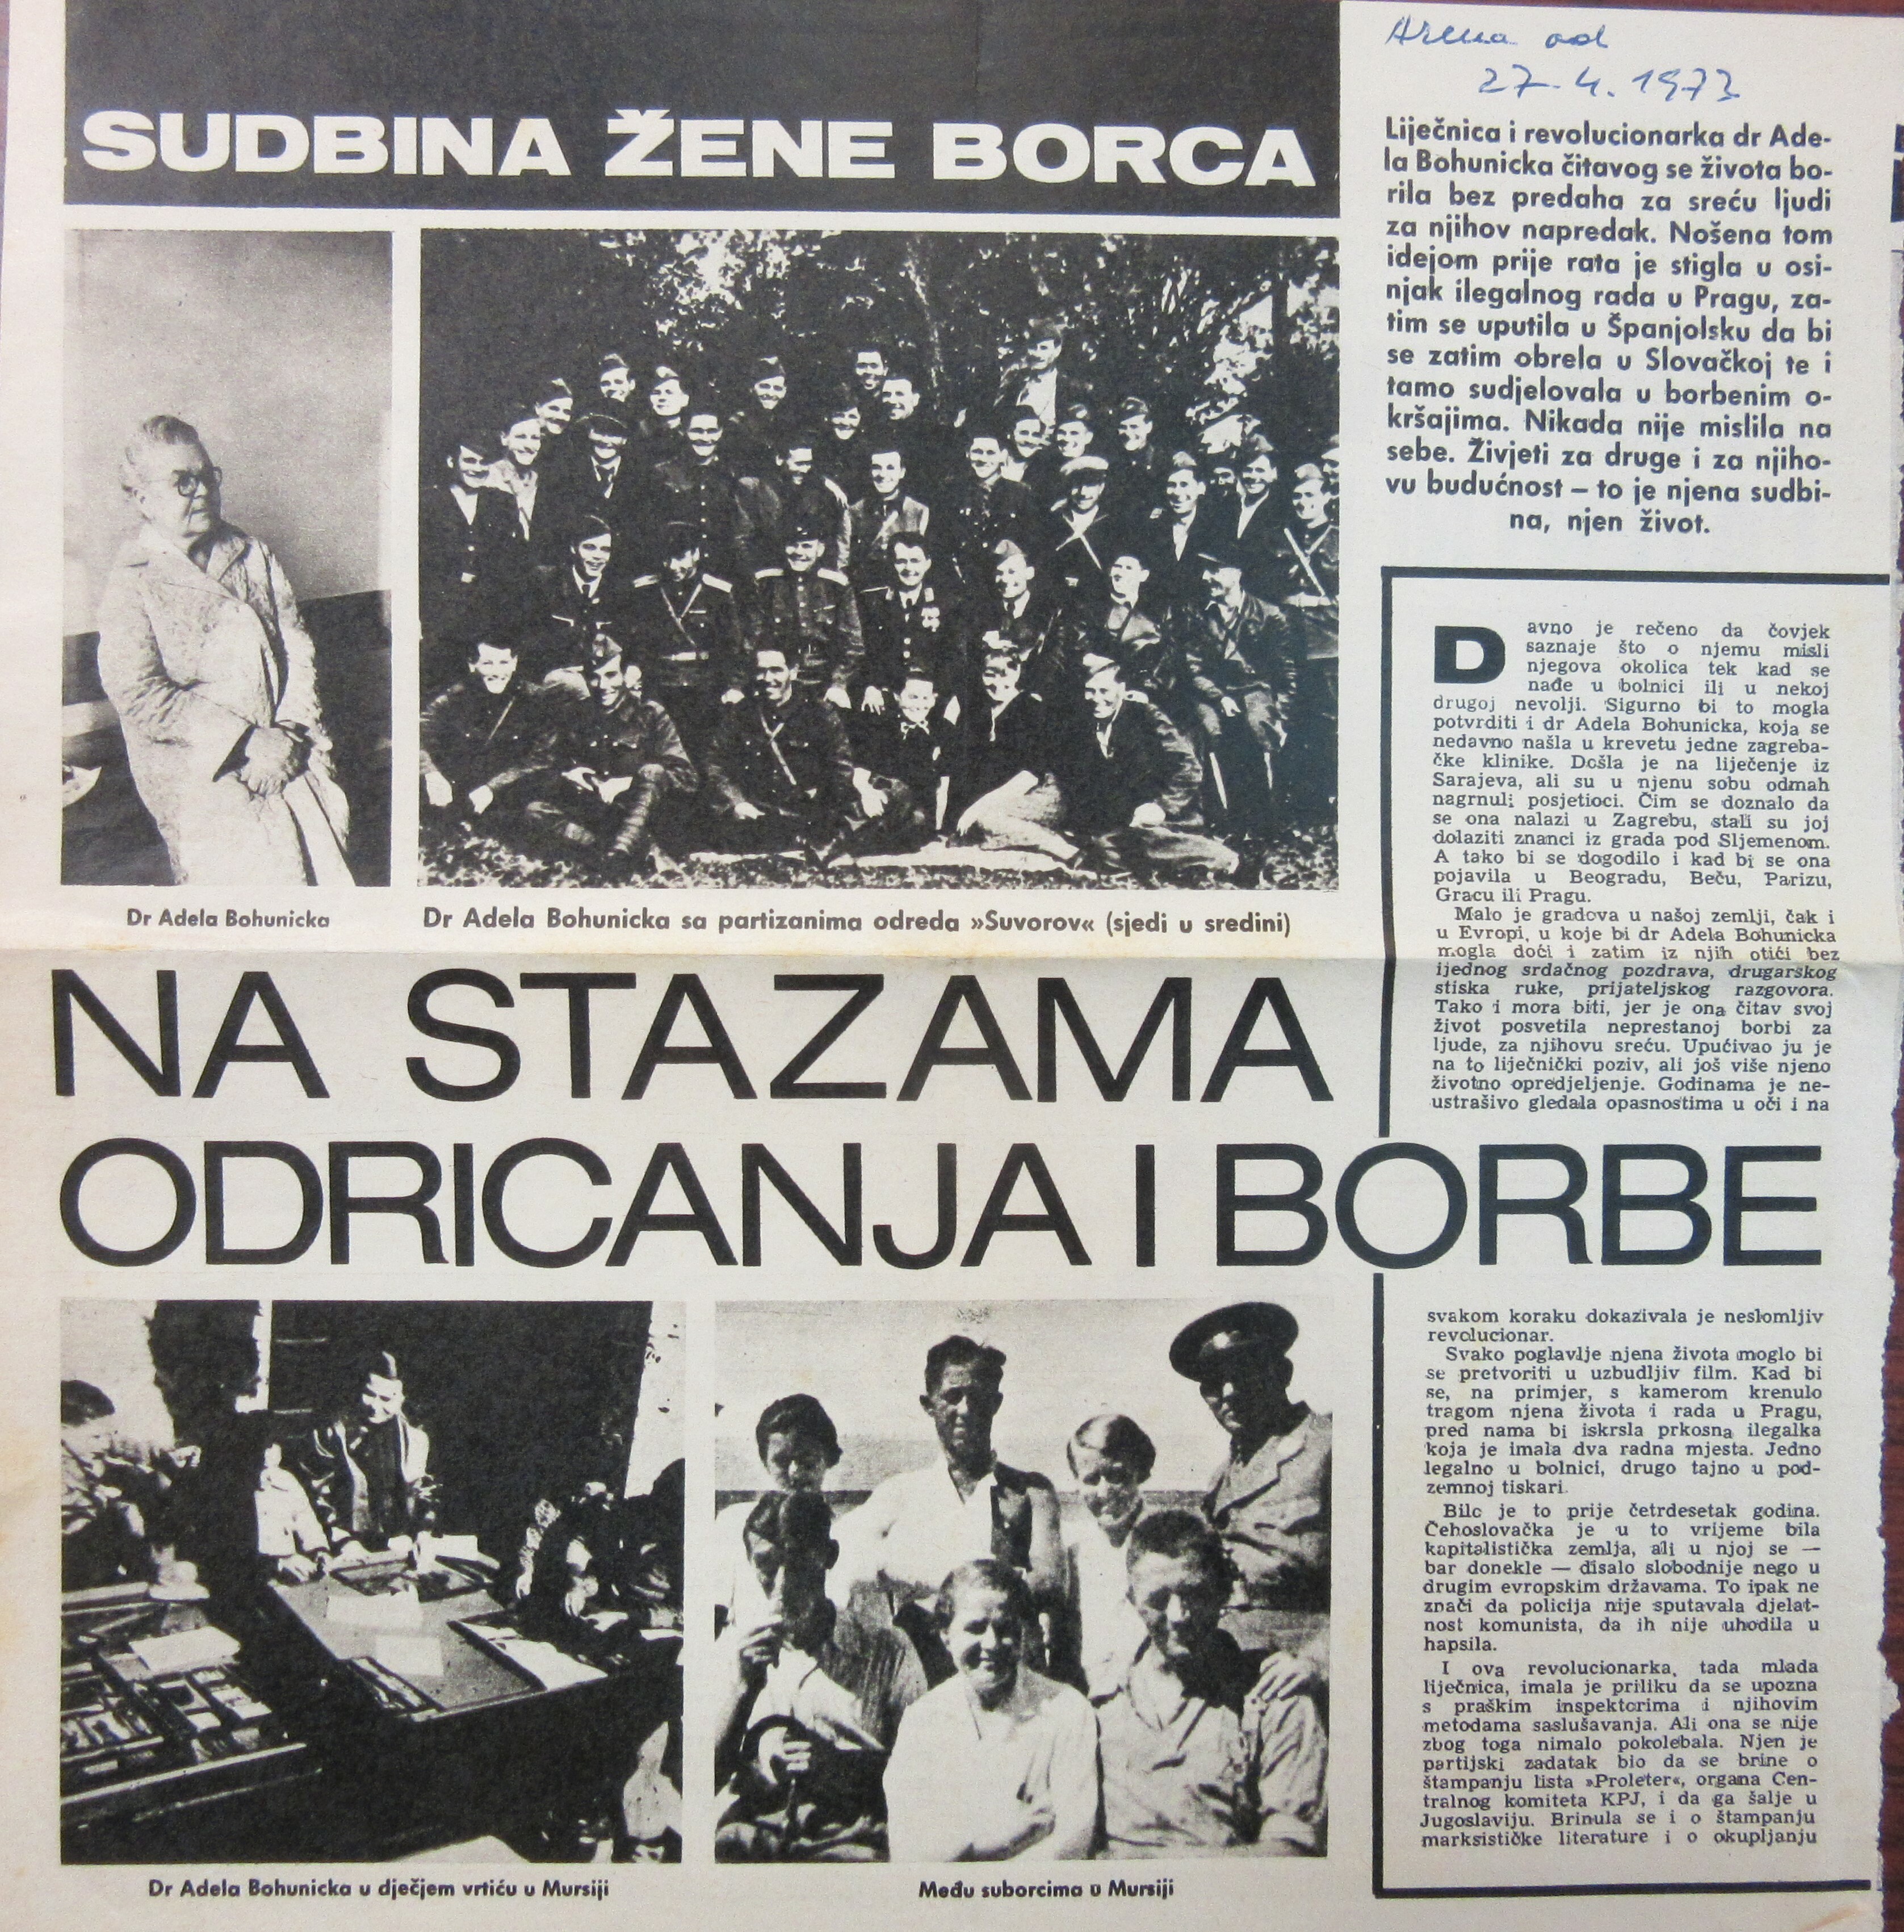 Arena od
27.4.1973
SUDBINA ŽENE BORCA
Liječnica i revolucionarka dr Ade-
la Bohunicka čitavog se života bo-
rila bez predaha za sreću ljudi
za njihov napredak. Nošena tom
idejom prije rata je stigla u osi-
njak ilegalnog rada u Pragu, za-
tim se uputila u Španjolsku da bi
se zatim obrela u Slovačkoj te i
tamo sudjelovala u borbenim o-
kršajima. Nikada nije mislila na
sebe. Živjeti za druge i za njiho-
vu budućnost – to je njena sudbi-
na, njen život.
Dr Adela Bohunicka
Dr Adela Bohunicka sa partizanima odreda »Suvorov« (sjedi u sredini)
NA STAZAMA
ODRICANJA I BORBE
Davno je rečeno da čovjek
saznaje što o njemu misli
njegova okolica tek kad se
nađe u bolnici ili u nekoj
drugoj nevolji. Sigurno bi to mogla
potvrditi i dr Adela Bohunicka, koja se
nedavno našla u krevetu jedne zagreba-
čke klinike. Došla je na liječenje iz
Sarajeva, ali su u njenu sobu odmah
nagrnuli posjetioci. Čim se doznalo da
se ona nalazi u Zagrebu, stali su joj
dolaziti znanci iz grada pod Sljemenom.
A tako bi se dogodilo i kad bi se ona
pojavila u Beogradu, Beču, Parizu,
Gracu ili Pragu.
Malo je gradova u našoj zemlji, čak i
u Evropi, u koje bi dr Adela Bohunicka
mogla doći i zatim iz njih otići bez
ijednog srdačnog pozdrava, drugarskog
stiska ruke, prijateljskog razgovora.
Tako i mora biti, jer je ona čitav svoj
život posvetila neprestanoj borbi za
ljude, za njihovu sreću. Upućivao ju je
na to liječnički poziv, ali još više njeno
životno opredjeljenje. Godinama je ne-
ustrašivo gledala opasnostima u oči i na
svakom koraku dokazivala je neslomljiv
revolucionar.
Svako poglavlje njena života moglo bi
se pretvoriti u uzbudljiv film. Kad bi
se, na primjer, s kamerom krenulo
tragom njena života i rada u Pragu,
pred nama bi iskrsla prkosna ilegalka
koja je imala dva radna mjesta. Jedno
legalno u bolnici, drugo tajno u pod-
zemnoj tiskari.
Bilo je to prije četrdesetak godina.
Čehoslovačka je u to vrijeme bila
kapitalistička zemlja, ali u njoj se —
bar donekle — disalo slobodnije nego u
drugim evropskim državama. To ipak ne
znači da policija nije sputavala djelat-
nost komunista, da ih nije uhodila u
hapsila.
I ova revolucionarka, tada mlada
liječnica, imala je priliku da se upozna
s praškim inspektorima i njihovim
metodama saslušavanja. Ali ona se nije
zbog toga nimalo pokolebala. Njen je
partijski zadatak bio da se brine o
štampanju lista »Proleter«, organa Cen-
tralnog komiteta KPJ, i da ga šalje u
Jugoslaviju. Brinula se i o štampanju
marksističke literature i o okupljanju
Dr Adela Bohunicka u dječjem vrtiću u Mursiji
Među suborcima u Mursiji